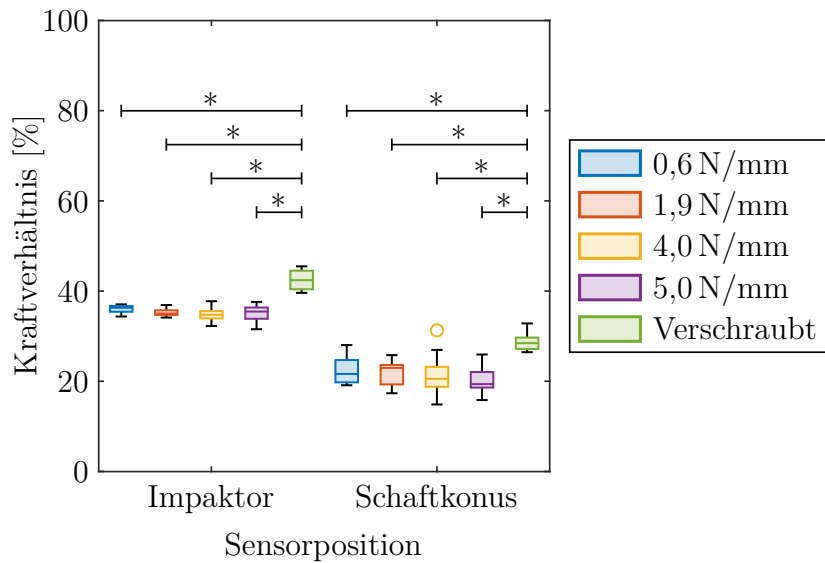 100
80
60
40
20
0
Kraftverhältnis [%]
*
*
*
*
*
*
*
*
Impaktor
Schaftkonus
Sensorposition
0,6 N/mm
1,9 N/mm
4,0 N/mm
5,0 N/mm
Verschraubt